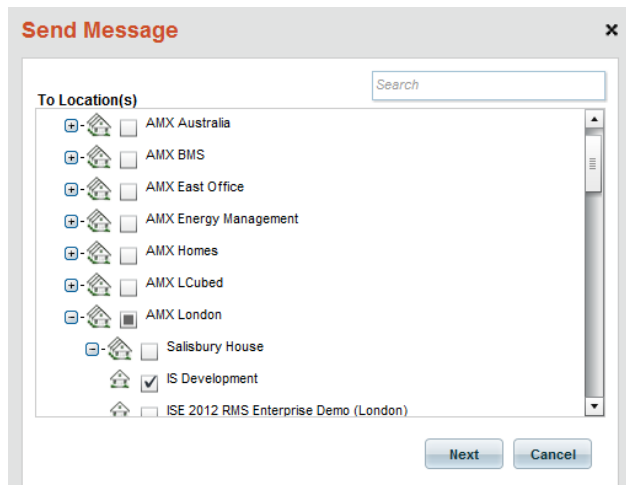 Send Message
Search
To Location(s)
AMX Australia
AMX BMS
AMX East Office
AMX Energy Management
AMX Homes
AMX LCubed
AMX London
Salisbury House
IS Development
ISE 2012 RMS Enterprise Demo (London)
Next Cancel